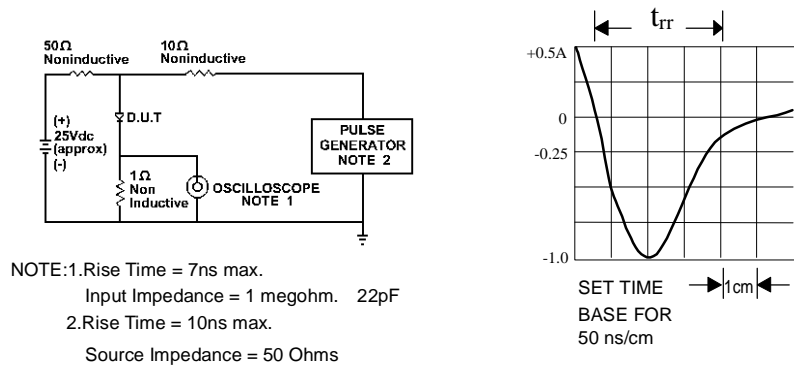 50Ω
Noninductive
10Ω
Noninductive
(+)
25Vdc
(approx)
(-)
D.U.T
PULSE
GENERATOR
NOTE 2
1Ω
Non
Inductive
OSCILLOSCOPE
NOTE 1
NOTE:1.Rise Time = 7ns max.
Input Impedance = 1 megohm. 22pF
2.Rise Time = 10ns max.
Source Impedance = 50 Ohms
trr
+0.5A
0
-0.25
-1.0
SET TIME
BASE FOR
50 ns/cm
1cm